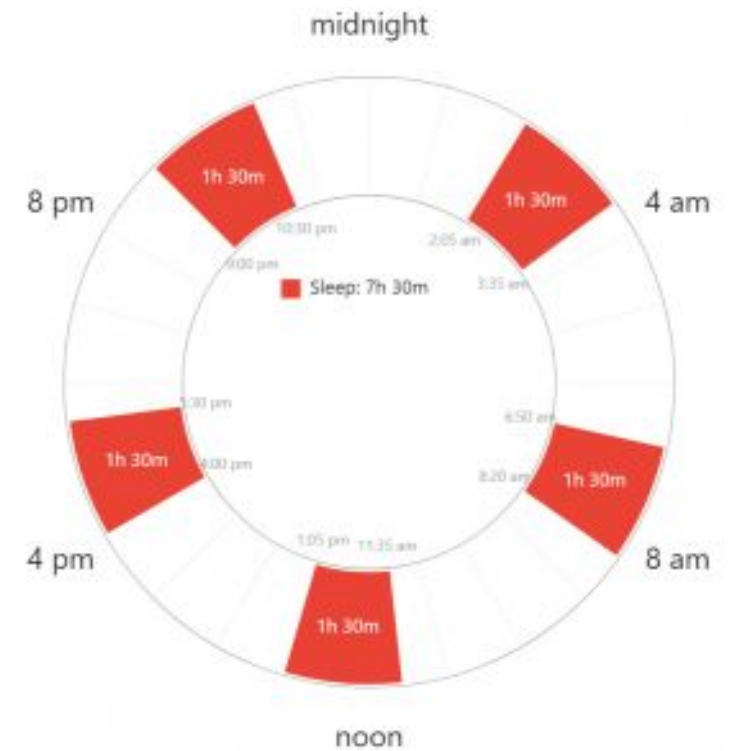 midnight
1h 30m
1h 30m
8 pm
4 am
10:30 pm
2:05 am
9:00 pm
3:35 am
Sleep: 7h 30m
5:30 pm
6:50 am
1h 30m
4:00 pm
8:20 am
1h 30m
1:05 pm
11:35 am
4 pm
8 am
1h 30m
noon